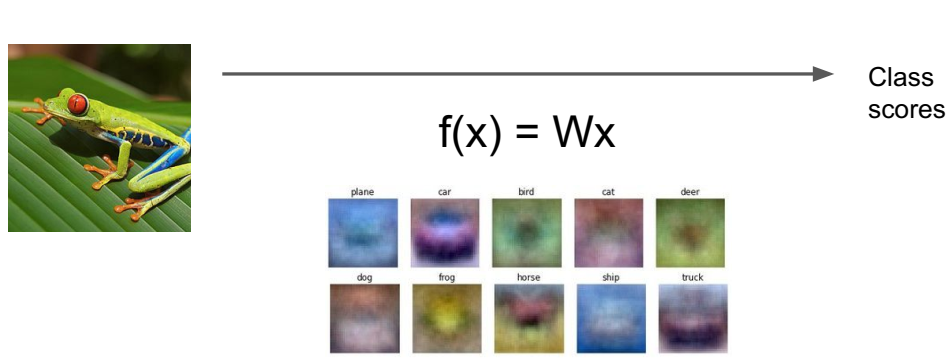 Class
scores
f(x) = Wx
plane car bird cat deer
dog frog horse ship truck